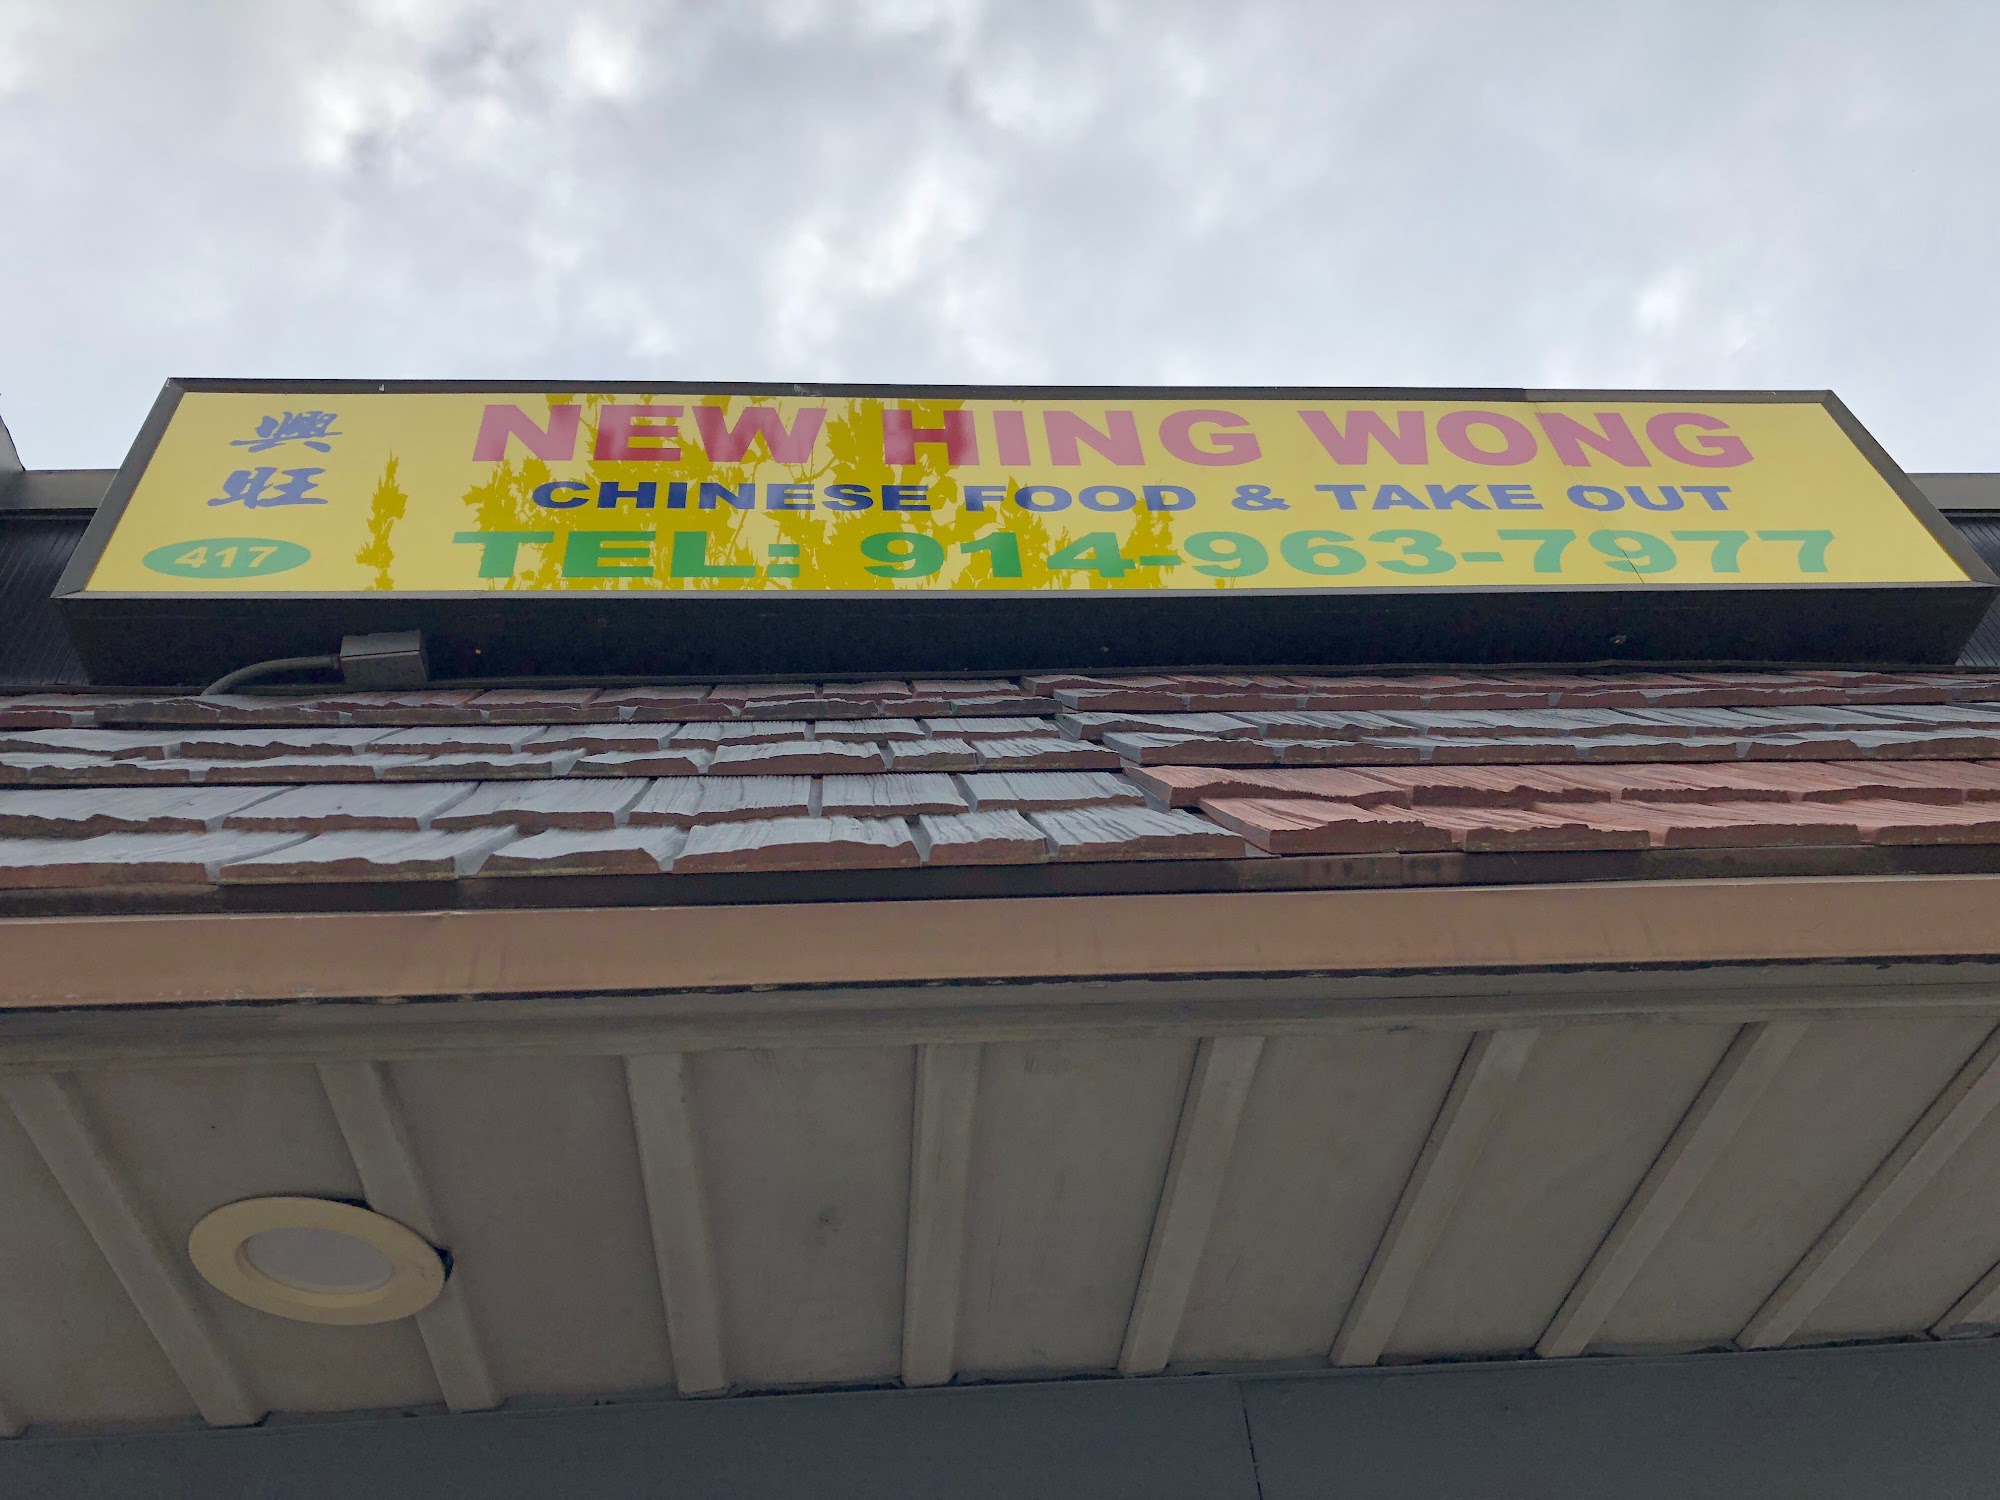 興旺
417
NEW HING WONG
CHINESE FOOD & TAKE OUT
TEL: 914-963-7977